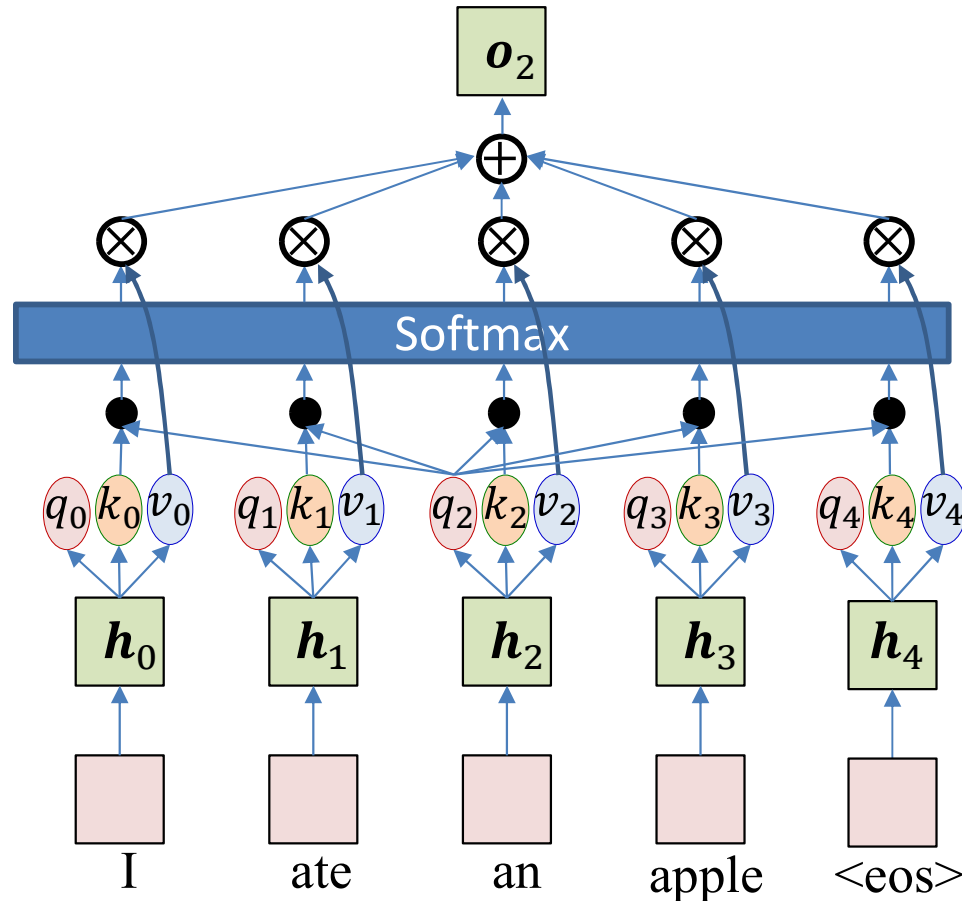 o₂
Softmax
q₀ k₀ v₀ q₁ k₁ v₁ q₂ k₂ v₂ q₃ k₃ v₃ q₄ k₄ v₄
h₀ h₁ h₂ h₃ h₄
I ate an apple <eos>